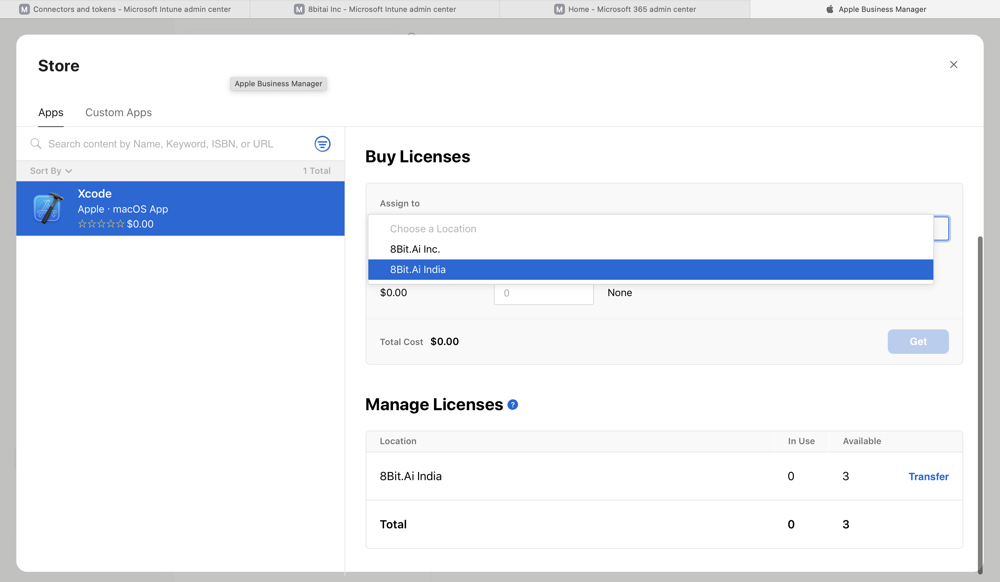 Connectors and tokens - Microsoft Intune admin center
8bitai Inc - Microsoft Intune admin center
Home - Microsoft 365 admin center
Apple Business Manager
Store
Apple Business Manager
Apps
Custom Apps
Search content by Name, Keyword, ISBN, or URL
Sort By
1 Total
Xcode
Apple · macOS App
☆☆☆☆☆ $0.00
Buy Licenses
Assign to
Choose a Location
8Bit.Ai Inc.
8Bit.Ai India
$0.00
0
None
Total Cost $0.00
Get
Manage Licenses ?
Location In Use Available
8Bit.Ai India 0 3 Transfer
Total 0 3